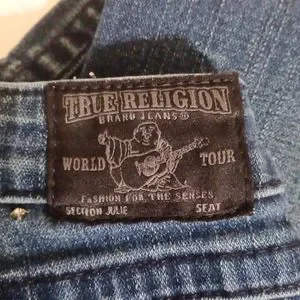 TRUE RELIGION
BRAND JEANS®
WORLD TOUR
FASHION FOR THE SENSES
SECTION JULIE SEAT